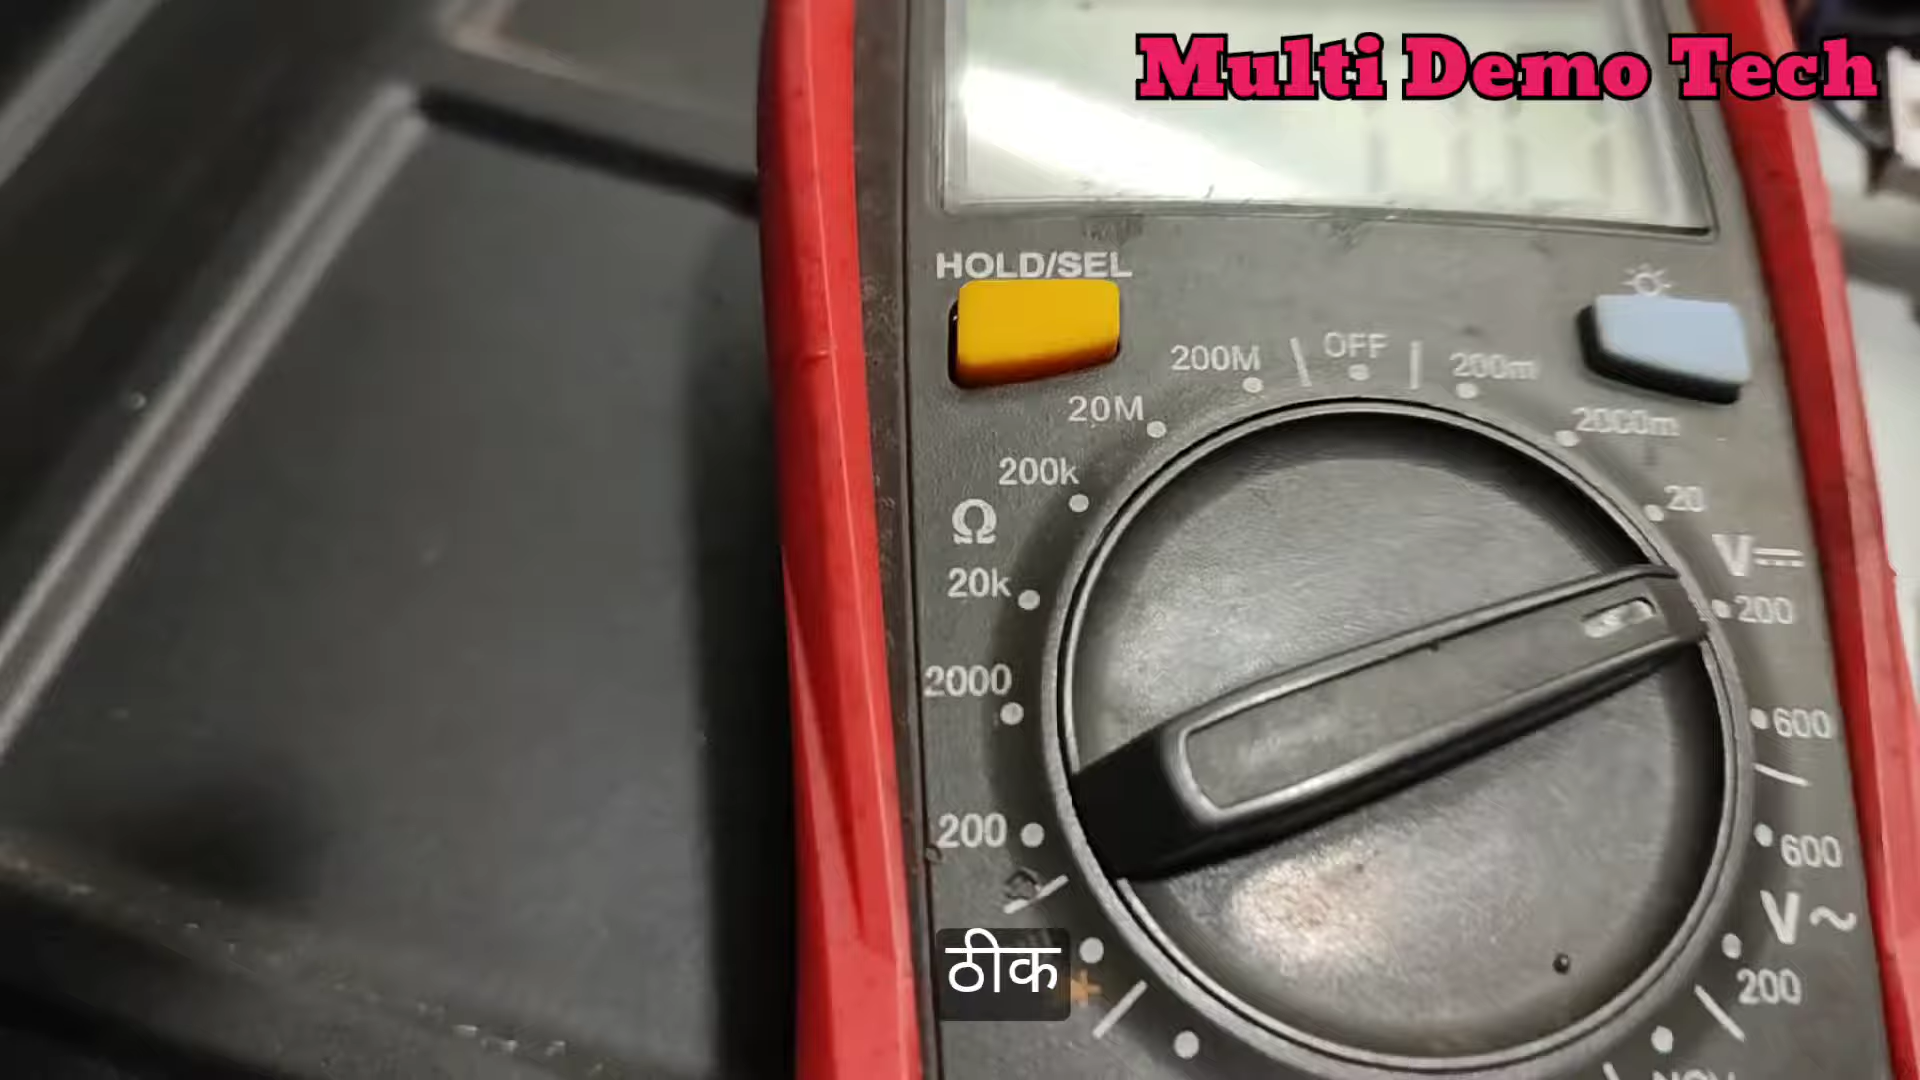 Multi Demo Tech
HOLD/SEL
200M
OFF
200m
20M
2000m
200k
20
Ω
V⎓
20k
200
2000
600
200
600
V~
ठीक
200